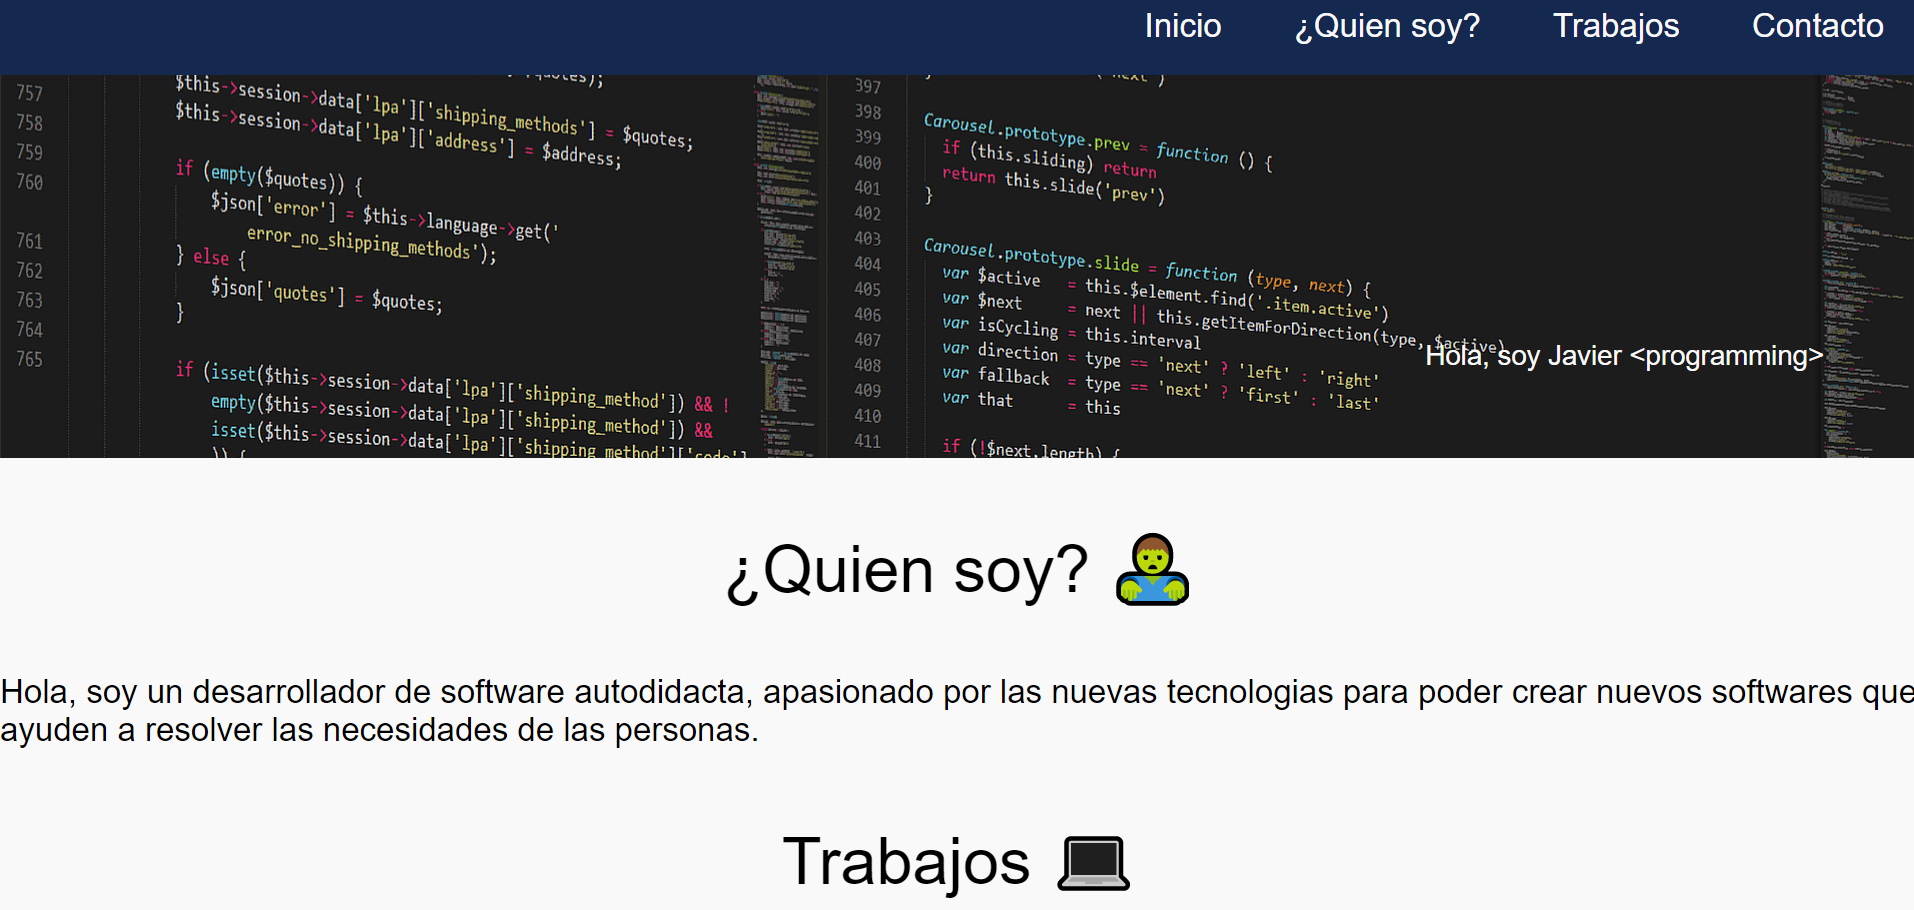 Inicio ¿Quien soy? Trabajos Contacto
757 $this->session->data['lpa']['shipping_methods'] = $quotes;
758 $this->session->data['lpa']['address'] = $address;
759
760 if (empty($quotes)) {
$json['error'] = $this->language->get('
761 error_no_shipping_methods');
762 } else {
763 $json['quotes'] = $quotes;
764 }
765
if (isset($this->session->data['lpa']['shipping_method']) && !
empty($this->session->data['lpa']['shipping_method']) &&
isset($this->session->data['lpa']['shipping_method']['code']
)) {
397
398
399 Carousel.prototype.prev = function () {
400 if (this.sliding) return
401 return this.slide('prev')
402 }
403
404 Carousel.prototype.slide = function (type, next) {
405 var $active = this.$element.find('.item.active')
406 var $next = next || this.getItemForDirection(type, $active)
407 var isCycling = this.interval
408 var direction = type == 'next' ? 'left' : 'right'
409 var fallback = type == 'next' ? 'first' : 'last'
410 var that = this
411
if (!$next.length) {
Hola, soy Javier <programming>
¿Quien soy?
Hola, soy un desarrollador de software autodidacta, apasionado por las nuevas tecnologias para poder crear nuevos softwares que
ayuden a resolver las necesidades de las personas.
Trabajos